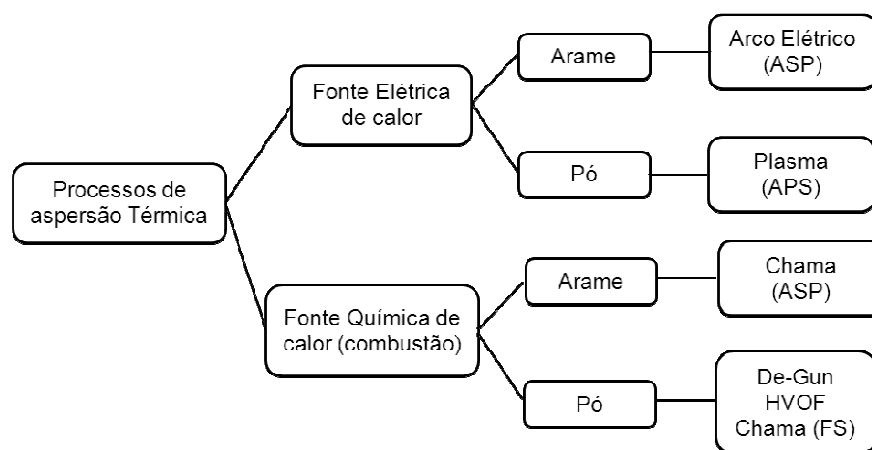 Processos de
aspersão Térmica
Fonte Elétrica
de calor
Arame
Arco Elétrico
(ASP)
Pó
Plasma
(APS)
Fonte Química de
calor (combustão)
Arame
Chama
(ASP)
Pó
De-Gun
HVOF
Chama (FS)